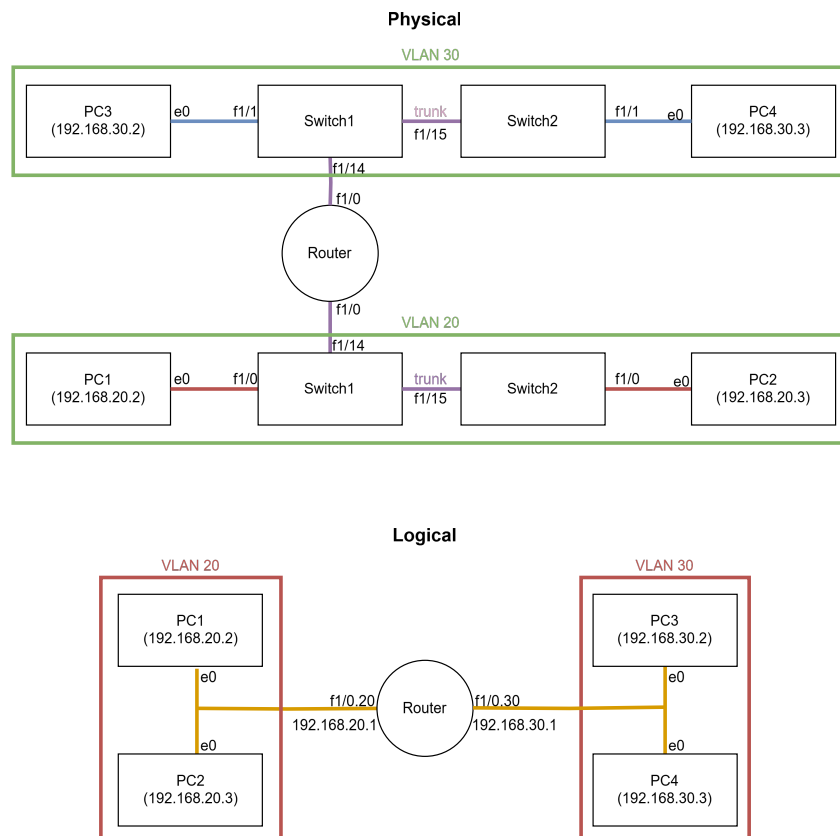 Physical
VLAN 30
PC3
(192.168.30.2)
e0
f1/1
Switch1
trunk
f1/15
Switch2
f1/1
e0
PC4
(192.168.30.3)
f1/14
f1/0
Router
f1/0
VLAN 20
f1/14
PC1
(192.168.20.2)
e0
f1/0
Switch1
trunk
f1/15
Switch2
f1/0
e0
PC2
(192.168.20.3)
Logical
VLAN 20
PC1
(192.168.20.2)
e0
e0
PC2
(192.168.20.3)
f1/0.20
192.168.20.1
Router
f1/0.30
192.168.30.1
VLAN 30
PC3
(192.168.30.2)
e0
e0
PC4
(192.168.30.3)